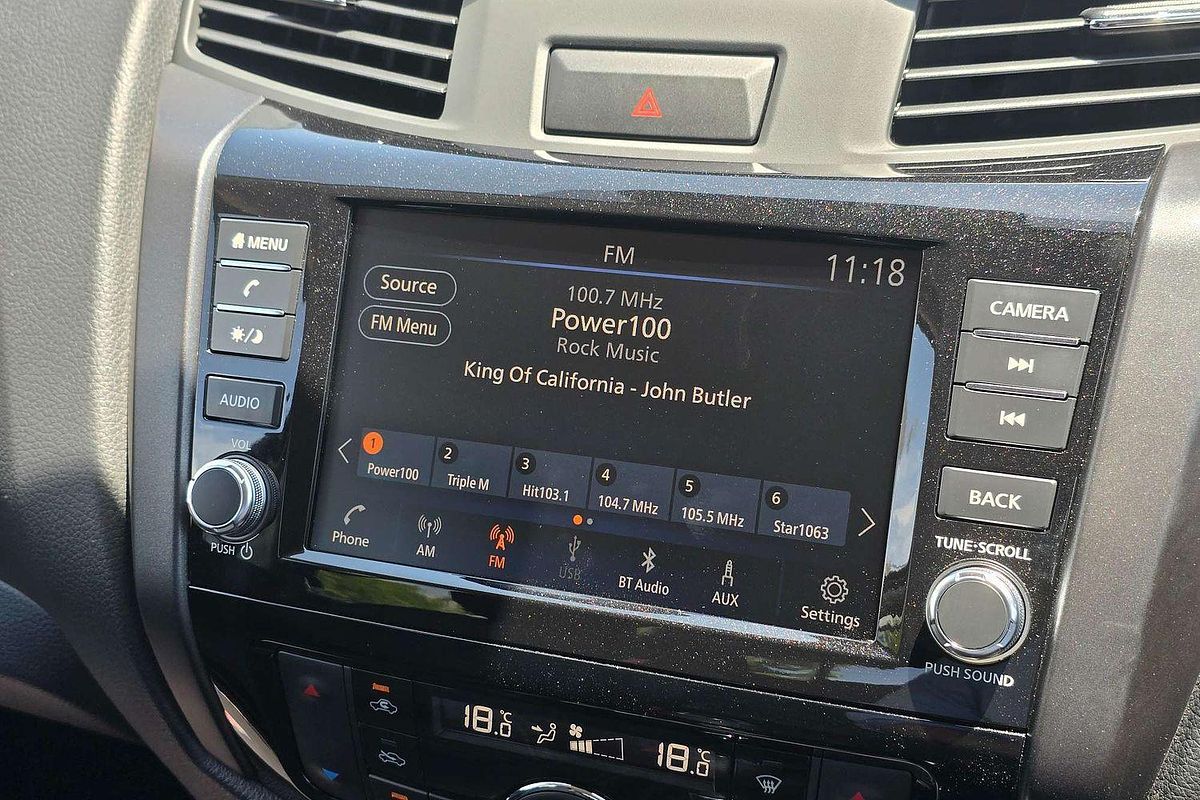 MENU
AUDIO
VOL
PUSH
FM
11:18
Source
FM Menu
100.7 MHz
Power100
Rock Music
King Of California - John Butler
1
Power100
2
Triple M
3
Hit103.1
4
104.7 MHz
5
105.5 MHz
6
Star1063
Phone
AM
FM
USB
BT Audio
AUX
Settings
CAMERA
BACK
TUNE·SCROLL
PUSH SOUND
18.0°C
18.0°C